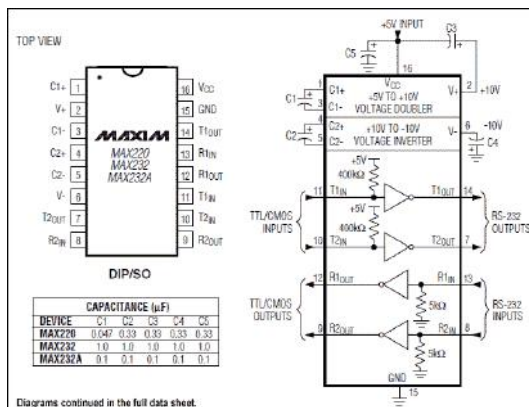 TOP VIEW
C1+ 1
V+ 2
C1- 3
C2+ 4
C2- 5
V- 6
T2OUT 7
R2IN 8
16 VCC
15 GND
14 T1OUT
13 R1IN
12 R1OUT
11 T1IN
10 T2IN
9 R2OUT
MAXIM
MAX220
MAX232
MAX232A
DIP/SO
CAPACITANCE (µF)
DEVICE C1 C2 C3 C4 C5
MAX220 0.047 0.33 0.33 0.33 0.33
MAX232 1.0 1.0 1.0 1.0 1.0
MAX232A 0.1 0.1 0.1 0.1 0.1
Diagrams continued in the full data sheet.
+5V INPUT
C3
C5
16
VCC
1 C1+
C1
3 C1-
+5V TO +10V
VOLTAGE DOUBLER
V+ 2
+10V
4 C2+
C2
5 C2-
+10V TO -10V
VOLTAGE INVERTER
V- 6
-10V
C4
+5V
400kΩ
11 T1IN
T1OUT 14
TTL/CMOS
INPUTS
+5V
400kΩ
RS-232
OUTPUTS
10 T2IN
T2OUT 7
12 R1OUT
R1IN 13
TTL/CMOS
OUTPUTS
5kΩ
RS-232
INPUTS
9 R2OUT
R2IN 8
5kΩ
GND
15